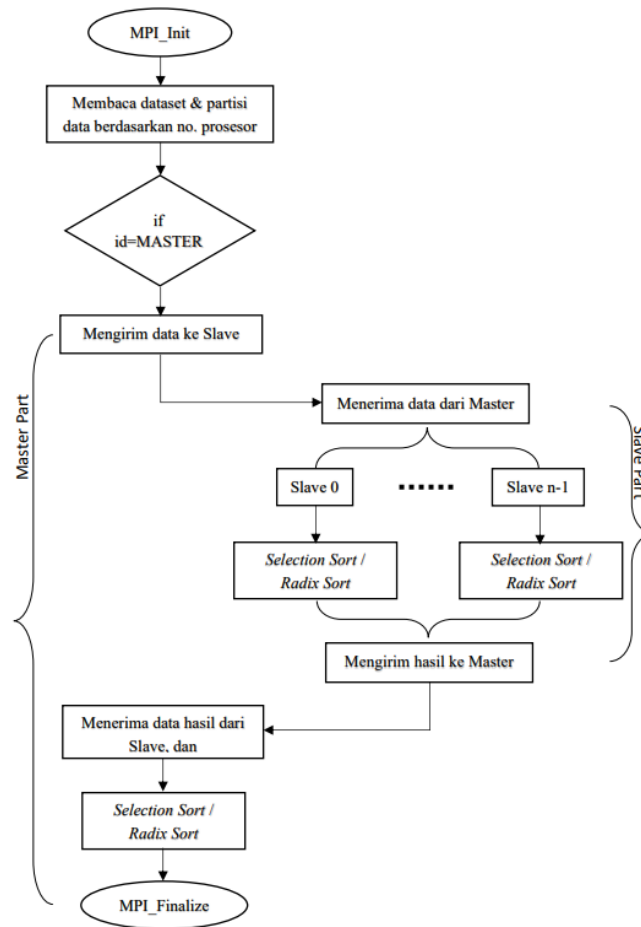 MPI_Init
Membaca dataset & partisi
data berdasarkan no. prosesor
if
id=MASTER
Mengirim data ke Slave
Master Part
Menerima data dari Master
Slave Part
Slave 0
Slave n-1
Selection Sort /
Radix Sort
Selection Sort /
Radix Sort
Mengirim hasil ke Master
Menerima data hasil dari
Slave, dan
Selection Sort /
Radix Sort
MPI_Finalize